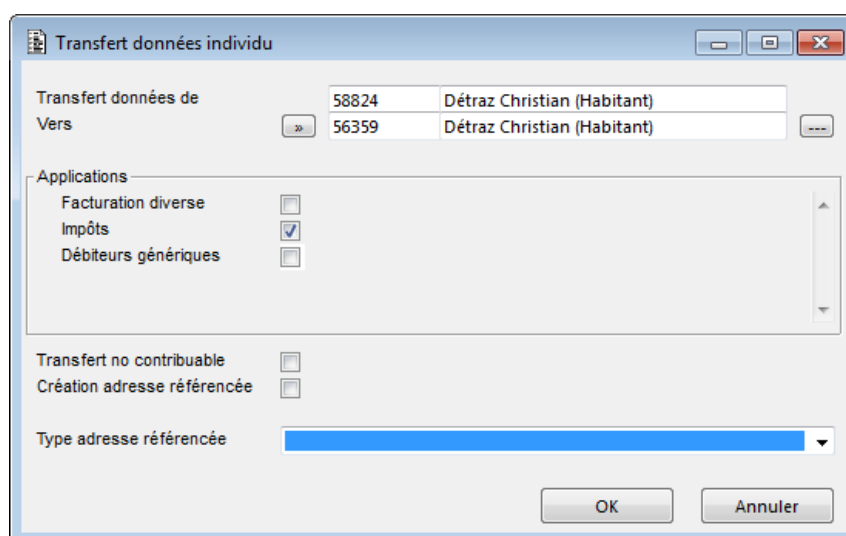 Transfert données individu
Transfert données de 58824 Détraz Christian (Habitant)
Vers » 56359 Détraz Christian (Habitant) ---
Applications
Facturation diverse
Impôts
Débiteurs génériques
Transfert no contribuable
Création adresse référencée
Type adresse référencée
OK Annuler